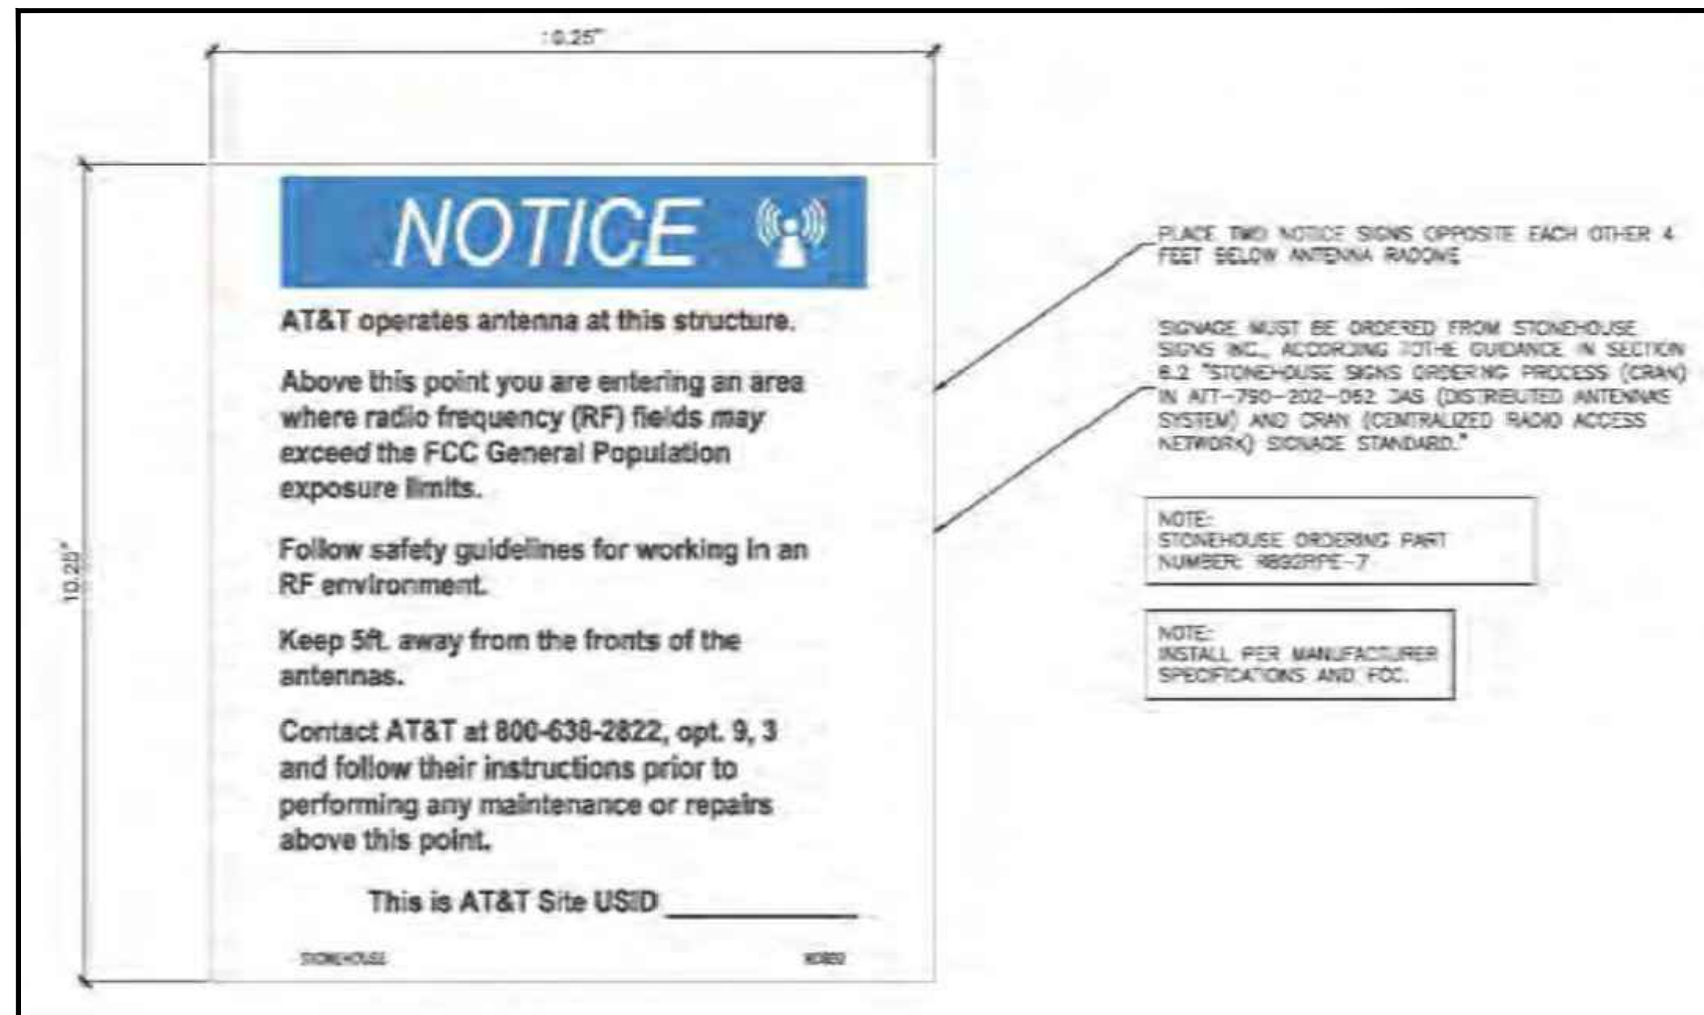 10.25"
NOTICE
AT&T operates antenna at this structure.
Above this point you are entering an area
where radio frequency (RF) fields may
exceed the FCC General Population
exposure limits.
Follow safety guidelines for working in an
RF environment.
Keep 5ft. away from the fronts of the
antennas.
Contact AT&T at 800-638-2822, opt. 9, 3
and follow their instructions prior to
performing any maintenance or repairs
above this point.
This is AT&T Site USID
STONEHOUSE
10.25"
PLACE TWO NOTICE SIGNS OPPOSITE EACH OTHER 4
FEET BELOW ANTENNA RADOME
SIGNAGE MUST BE ORDERED FROM STONEHOUSE
SIGNS INC., ACCORDING TOTHE GUIDANCE IN SECTION
6.2 "STONEHOUSE SIGNS ORDERING PROCESS (CRAN)
IN ATT-790-202-052 DAS (DISTRIBUTED ANTENNAS
SYSTEM) AND CRAN (CENTRALIZED RADIO ACCESS
NETWORK) SIGNAGE STANDARD."
NOTE:
STONEHOUSE ORDERING PART
NUMBER:
NOTE:
INSTALL PER MANUFACTURER
SPECIFICATIONS AND FCC.